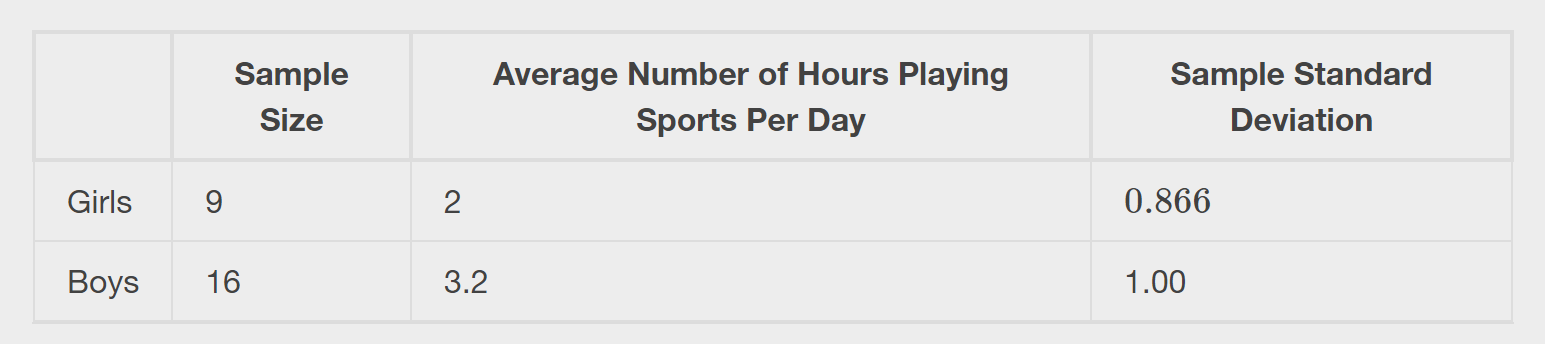 Sample Size Average Number of Hours Playing Sports Per Day Sample Standard Deviation
Girls 9 2 0.866
Boys 16 3.2 1.00